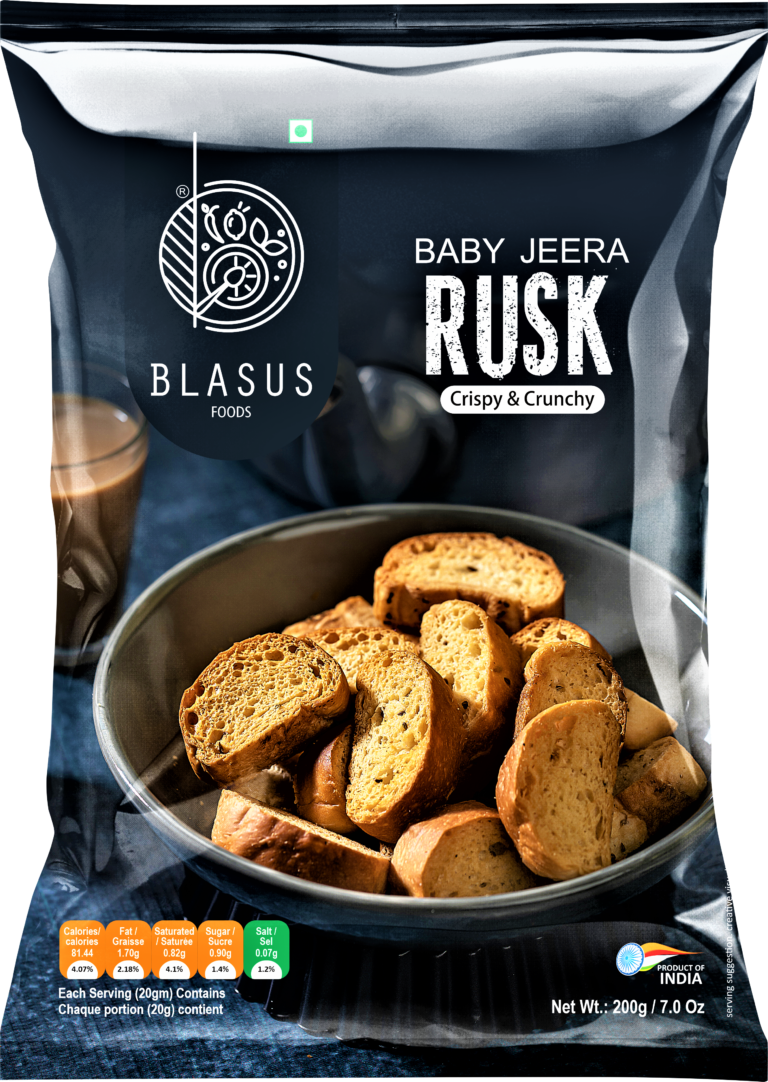 ®
BLASUS
FOODS
BABY JEERA
RUSK
Crispy & Crunchy
Calories/
calories
81.44
4.07%
Fat /
Graisse
1.70g
2.18%
Saturated
/ Saturée
0.82g
4.1%
Sugar /
Sucre
0.90g
1.4%
Salt /
Sel
0.07g
1.2%
Each Serving (20gm) Contains
Chaque portion (20g) contient
PRODUCT OF
INDIA
Net Wt.: 200g / 7.0 Oz
serving suggestion, creative